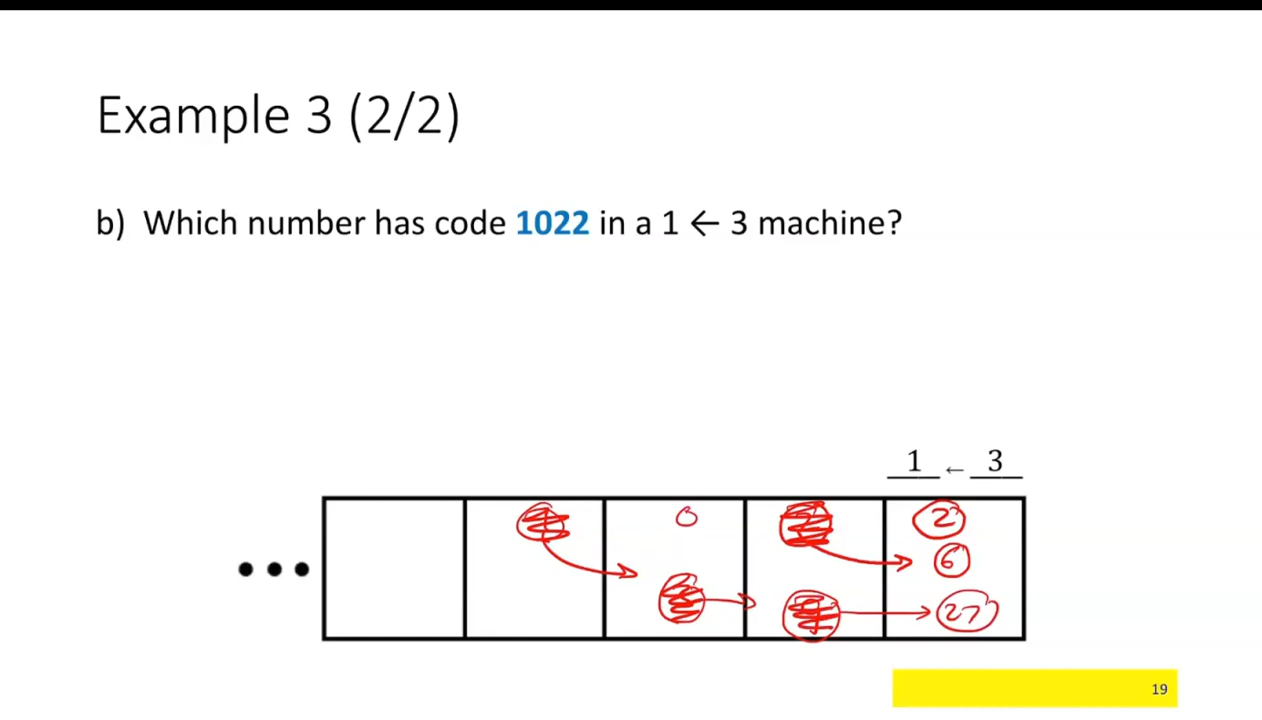 Example 3 (2/2)
b) Which number has code 1022 in a 1 ← 3 machine?
1 ← 3
0 2
6
27
19